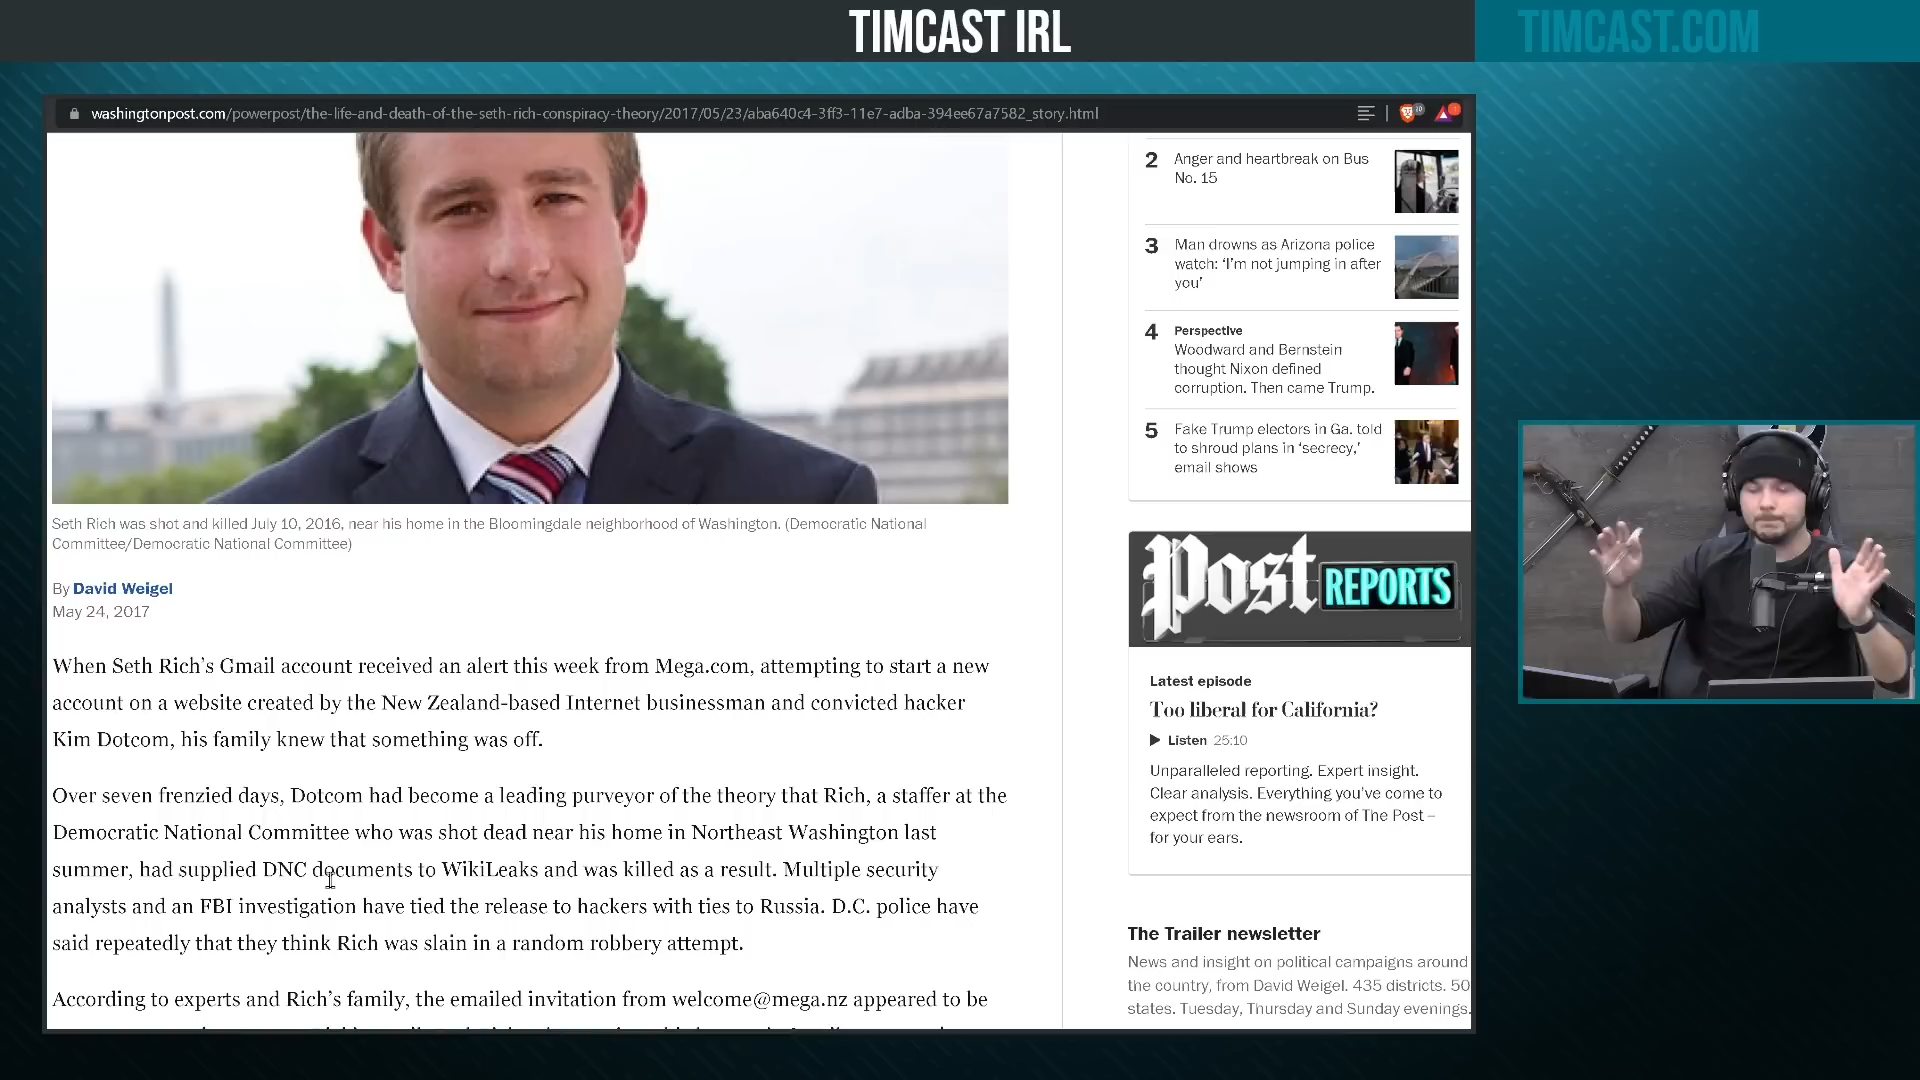 TIMCAST IRL
TIMCAST.COM
washingtonpost.com/powerpost/the-life-and-death-of-the-seth-rich-conspiracy-theory/2017/05/23/aba640c4-3ff3-11e7-adba-394ee67a7582_story.html
Seth Rich was shot and killed July 10, 2016, near his home in the Bloomingdale neighborhood of Washington. (Democratic National
Committee/Democratic National Committee)
By David Weigel
May 24, 2017
When Seth Rich's Gmail account received an alert this week from Mega.com, attempting to start a new
account on a website created by the New Zealand-based Internet businessman and convicted hacker
Kim Dotcom, his family knew that something was off.
Over seven frenzied days, Dotcom had become a leading purveyor of the theory that Rich, a staffer at the
Democratic National Committee who was shot dead near his home in Northeast Washington last
summer, had supplied DNC documents to WikiLeaks and was killed as a result. Multiple security
analysts and an FBI investigation have tied the release to hackers with ties to Russia. D.C. police have
said repeatedly that they think Rich was slain in a random robbery attempt.
According to experts and Rich's family, the emailed invitation from welcome@mega.nz appeared to be
2
Anger and heartbreak on Bus
No. 15
3
Man drowns as Arizona police
watch: 'I'm not jumping in after
you'
4
Perspective
Woodward and Bernstein
thought Nixon defined
corruption. Then came Trump.
5
Fake Trump electors in Ga. told
to shroud plans in 'secrecy,'
email shows
Post REPORTS
Latest episode
Too liberal for California?
Listen 25:10
Unparalleled reporting. Expert insight.
Clear analysis. Everything you've come to
expect from the newsroom of The Post –
for your ears.
The Trailer newsletter
News and insight on political campaigns around
the country, from David Weigel. 435 districts. 50
states. Tuesday, Thursday and Sunday evenings.